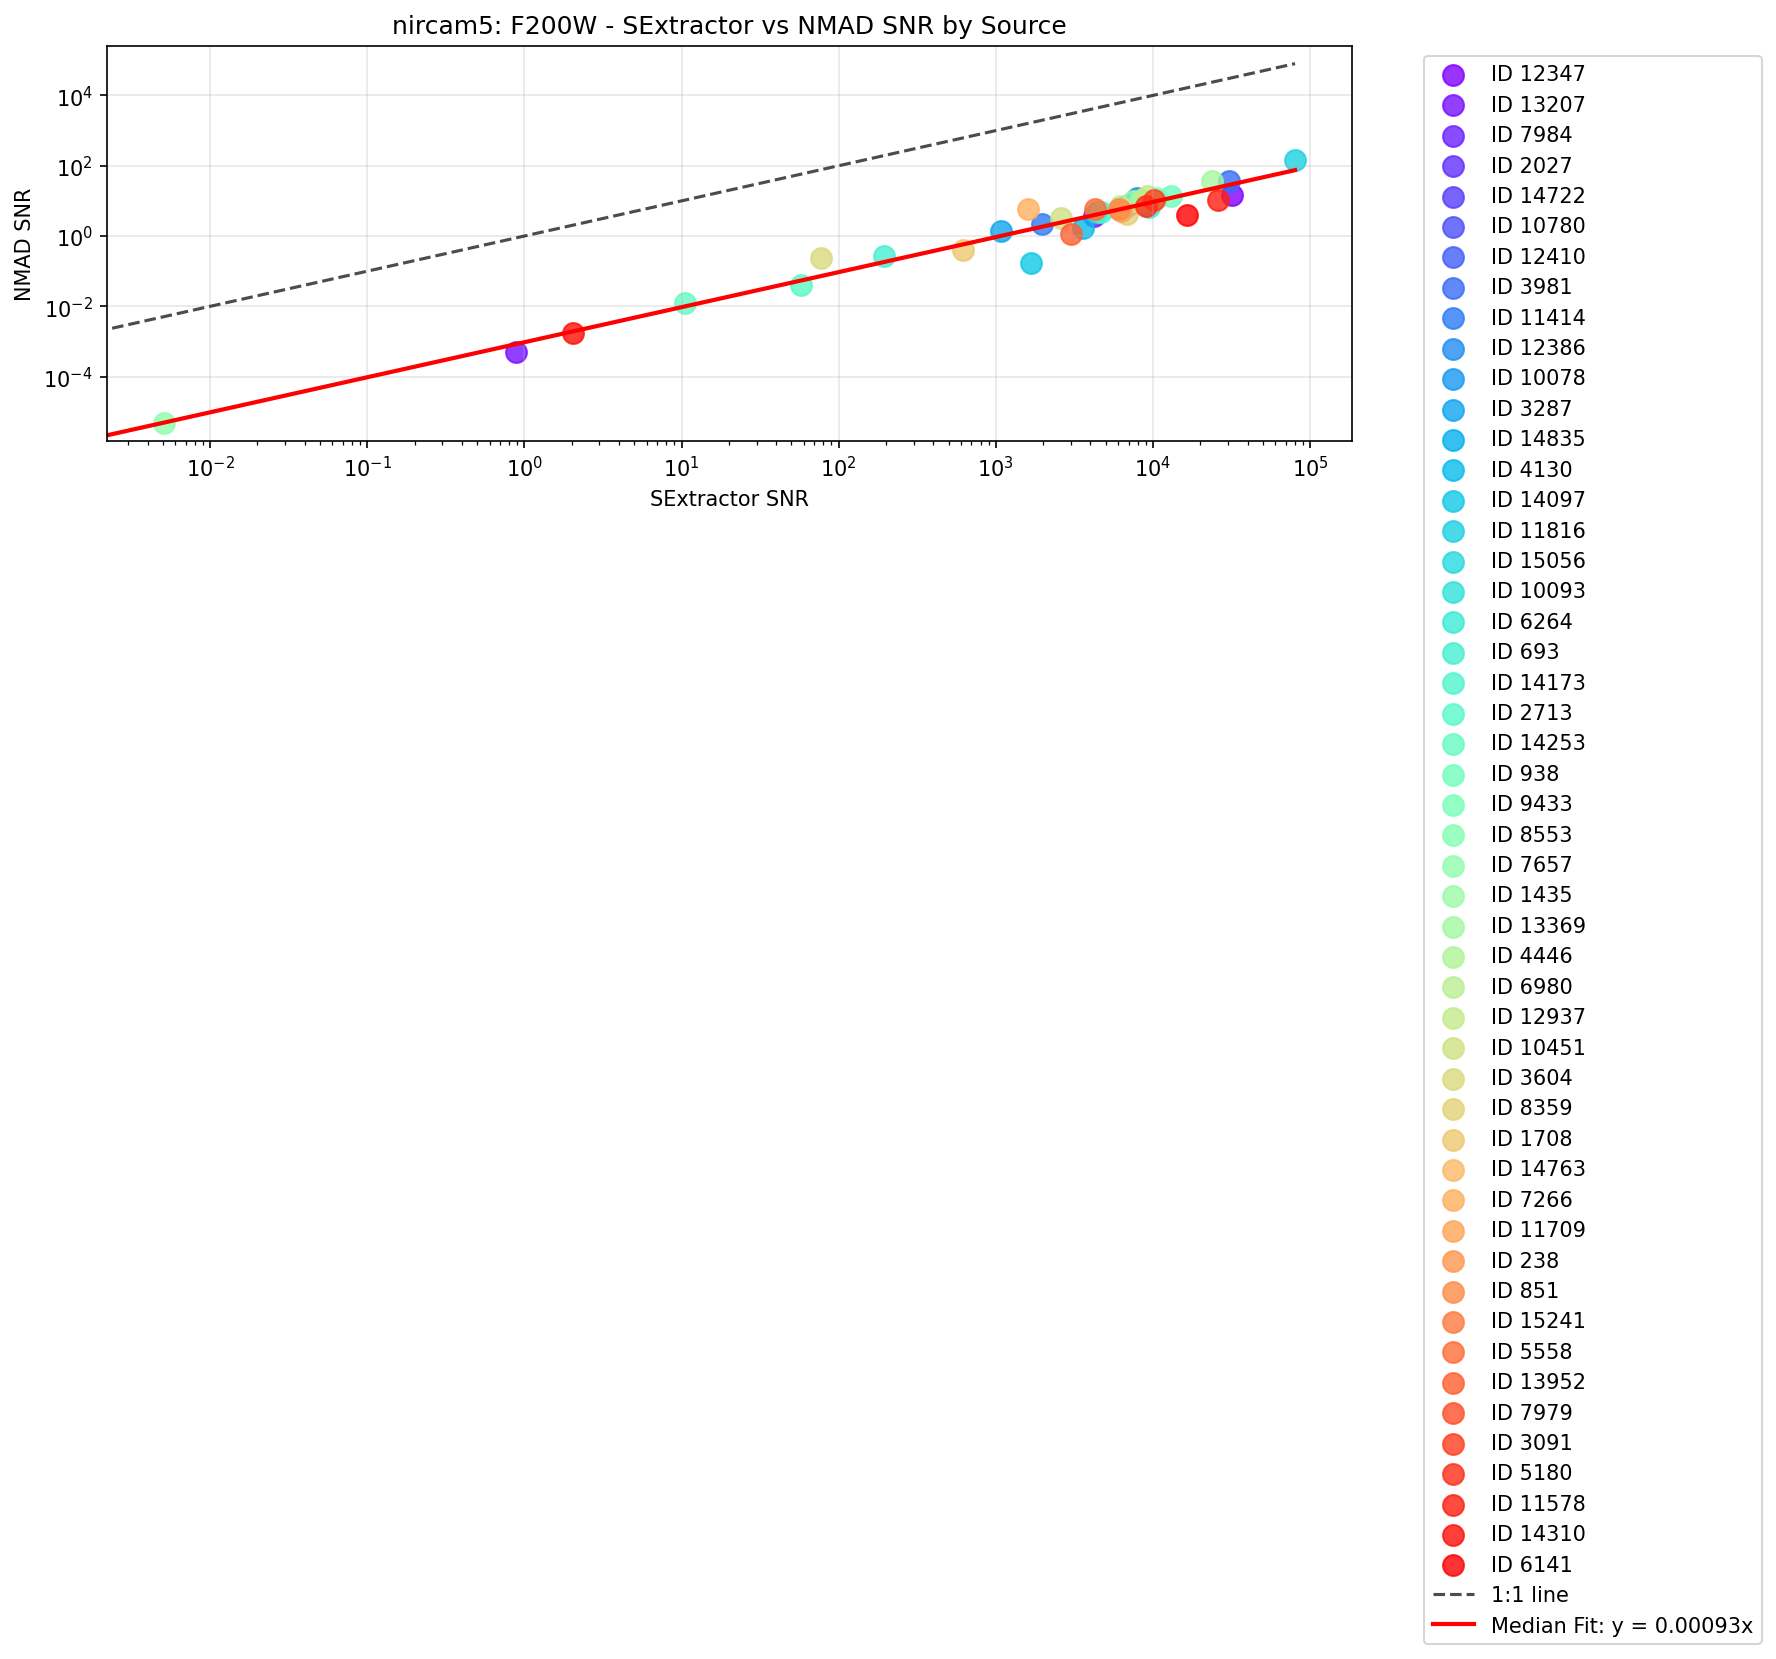 nircam5: F200W - SExtractor vs NMAD SNR by Source
NMAD SNR
10^4
10^2
10^0
10^-2
10^-4
10^-2 10^-1 10^0 10^1 10^2 10^3 10^4 10^5
SExtractor SNR
ID 12347
ID 13207
ID 7984
ID 2027
ID 14722
ID 10780
ID 12410
ID 3981
ID 11414
ID 12386
ID 10078
ID 3287
ID 14835
ID 4130
ID 14097
ID 11816
ID 15056
ID 10093
ID 6264
ID 693
ID 14173
ID 2713
ID 14253
ID 938
ID 9433
ID 8553
ID 7657
ID 1435
ID 13369
ID 4446
ID 6980
ID 12937
ID 10451
ID 3604
ID 8359
ID 1708
ID 14763
ID 7266
ID 11709
ID 238
ID 851
ID 15241
ID 5558
ID 13952
ID 7979
ID 3091
ID 5180
ID 11578
ID 14310
ID 6141
1:1 line
Median Fit: y = 0.00093x